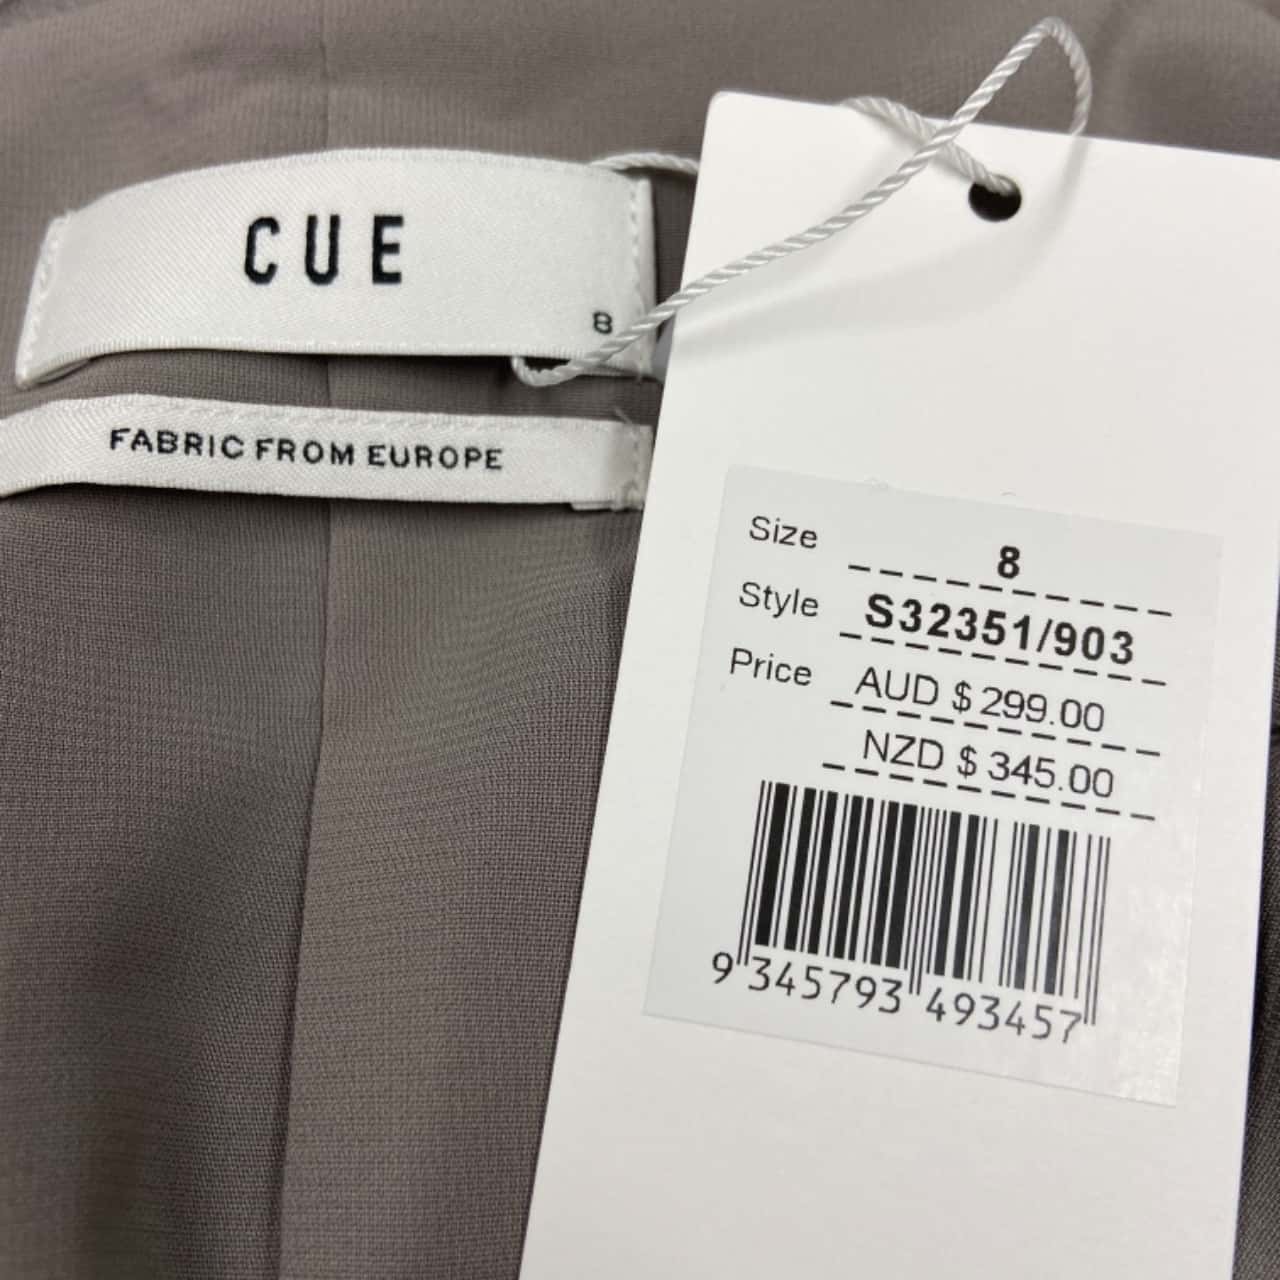 CUE
8
FABRIC FROM EUROPE
Size 8
Style S32351/903
Price AUD $ 299.00
NZD $ 345.00
9 345793 493457